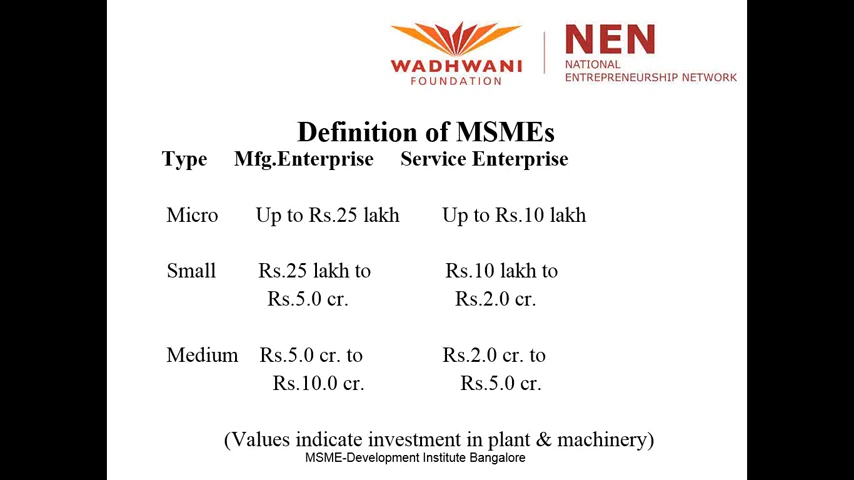 WADHWANI
FOUNDATION
NEN
NATIONAL
ENTREPRENEURSHIP NETWORK
Definition of MSMEs
Type Mfg.Enterprise Service Enterprise
Micro Up to Rs.25 lakh Up to Rs.10 lakh
Small Rs.25 lakh to Rs.10 lakh to
Rs.5.0 cr. Rs.2.0 cr.
Medium Rs.5.0 cr. to Rs.2.0 cr. to
Rs.10.0 cr. Rs.5.0 cr.
(Values indicate investment in plant & machinery)
MSME-Development Institute Bangalore